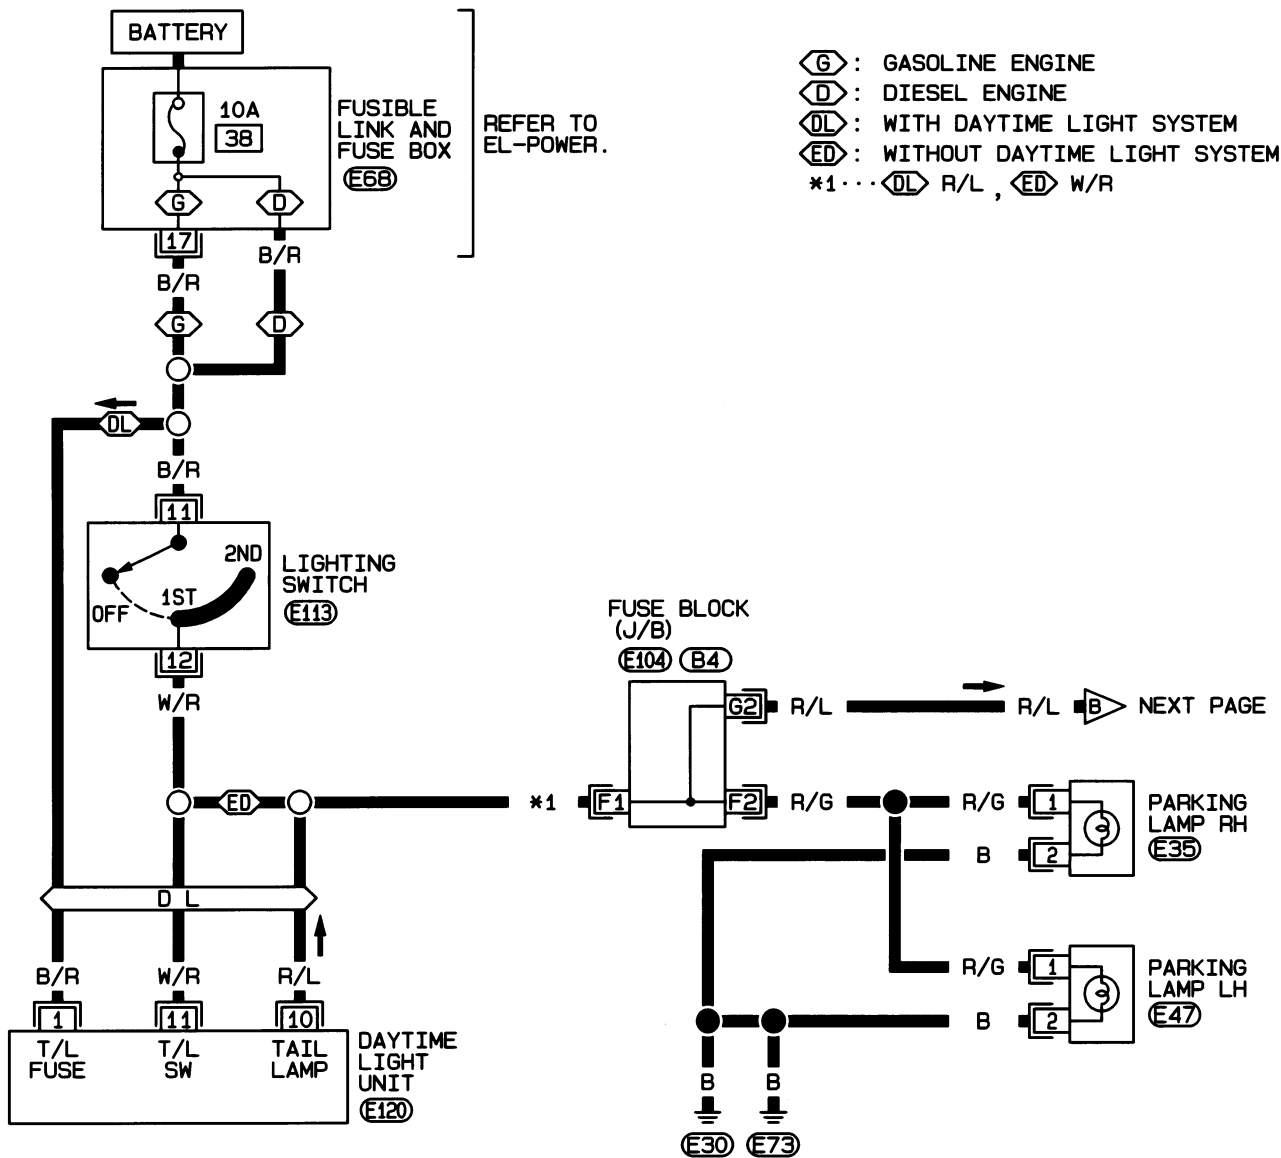 BATTERY
10A
38
FUSIBLE
LINK AND
FUSE BOX
E68
REFER TO
EL-POWER.
G : GASOLINE ENGINE
D : DIESEL ENGINE
DL : WITH DAYTIME LIGHT SYSTEM
ED : WITHOUT DAYTIME LIGHT SYSTEM
*1 ··· DL R/L , ED W/R
G
D
17
B/R
B/R
G
D
DL
B/R
11
2ND
1ST
OFF
LIGHTING
SWITCH
E113
12
W/R
FUSE BLOCK
(J/B)
E104 B4
G2 R/L R/L B NEXT PAGE
ED *1 F1 F2 R/G R/G 1
PARKING
LAMP RH
E35
B 2
D L
R/G 1
PARKING
LAMP LH
E47
B 2
B/R W/R R/L
1 11 10
T/L T/L TAIL
FUSE SW LAMP
DAYTIME
LIGHT
UNIT
E120
B B
E30 E73